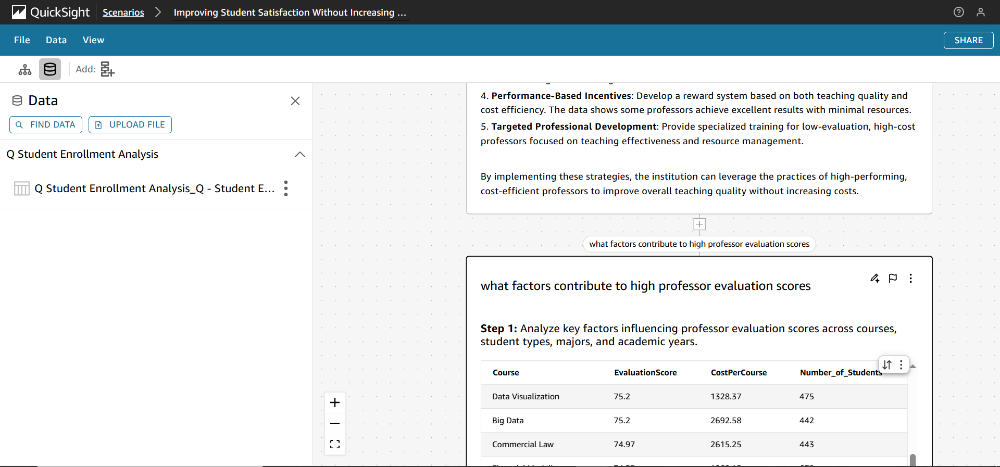 QuickSight
Scenarios
Improving Student Satisfaction Without Increasing ...
File
Data
View
SHARE
Add:
Data
FIND DATA
UPLOAD FILE
Q Student Enrollment Analysis
Q Student Enrollment Analysis_Q - Student E...
4. Performance-Based Incentives: Develop a reward system based on both teaching quality and
cost efficiency. The data shows some professors achieve excellent results with minimal resources.
5. Targeted Professional Development: Provide specialized training for low-evaluation, high-cost
professors focused on teaching effectiveness and resource management.
By implementing these strategies, the institution can leverage the practices of high-performing,
cost-efficient professors to improve overall teaching quality without increasing costs.
what factors contribute to high professor evaluation scores
what factors contribute to high professor evaluation scores
Step 1: Analyze key factors influencing professor evaluation scores across courses,
student types, majors, and academic years.
Course EvaluationScore CostPerCourse Number_of_Students
Data Visualization 75.2 1328.37 475
Big Data 75.2 2692.58 442
Commercial Law 74.97 2615.25 443